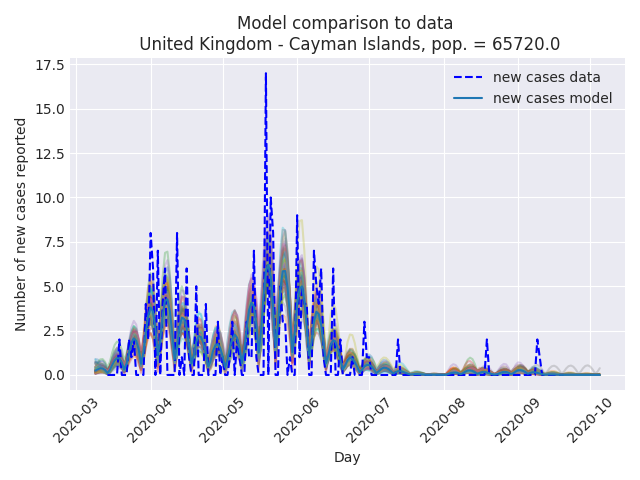 Model comparison to data
United Kingdom - Cayman Islands, pop. = 65720.0
17.5
15.0
12.5
10.0
7.5
5.0
2.5
0.0
Number of new cases reported
new cases data
new cases model
2020-03
2020-04
2020-05
2020-06
2020-07
2020-08
2020-09
2020-10
Day